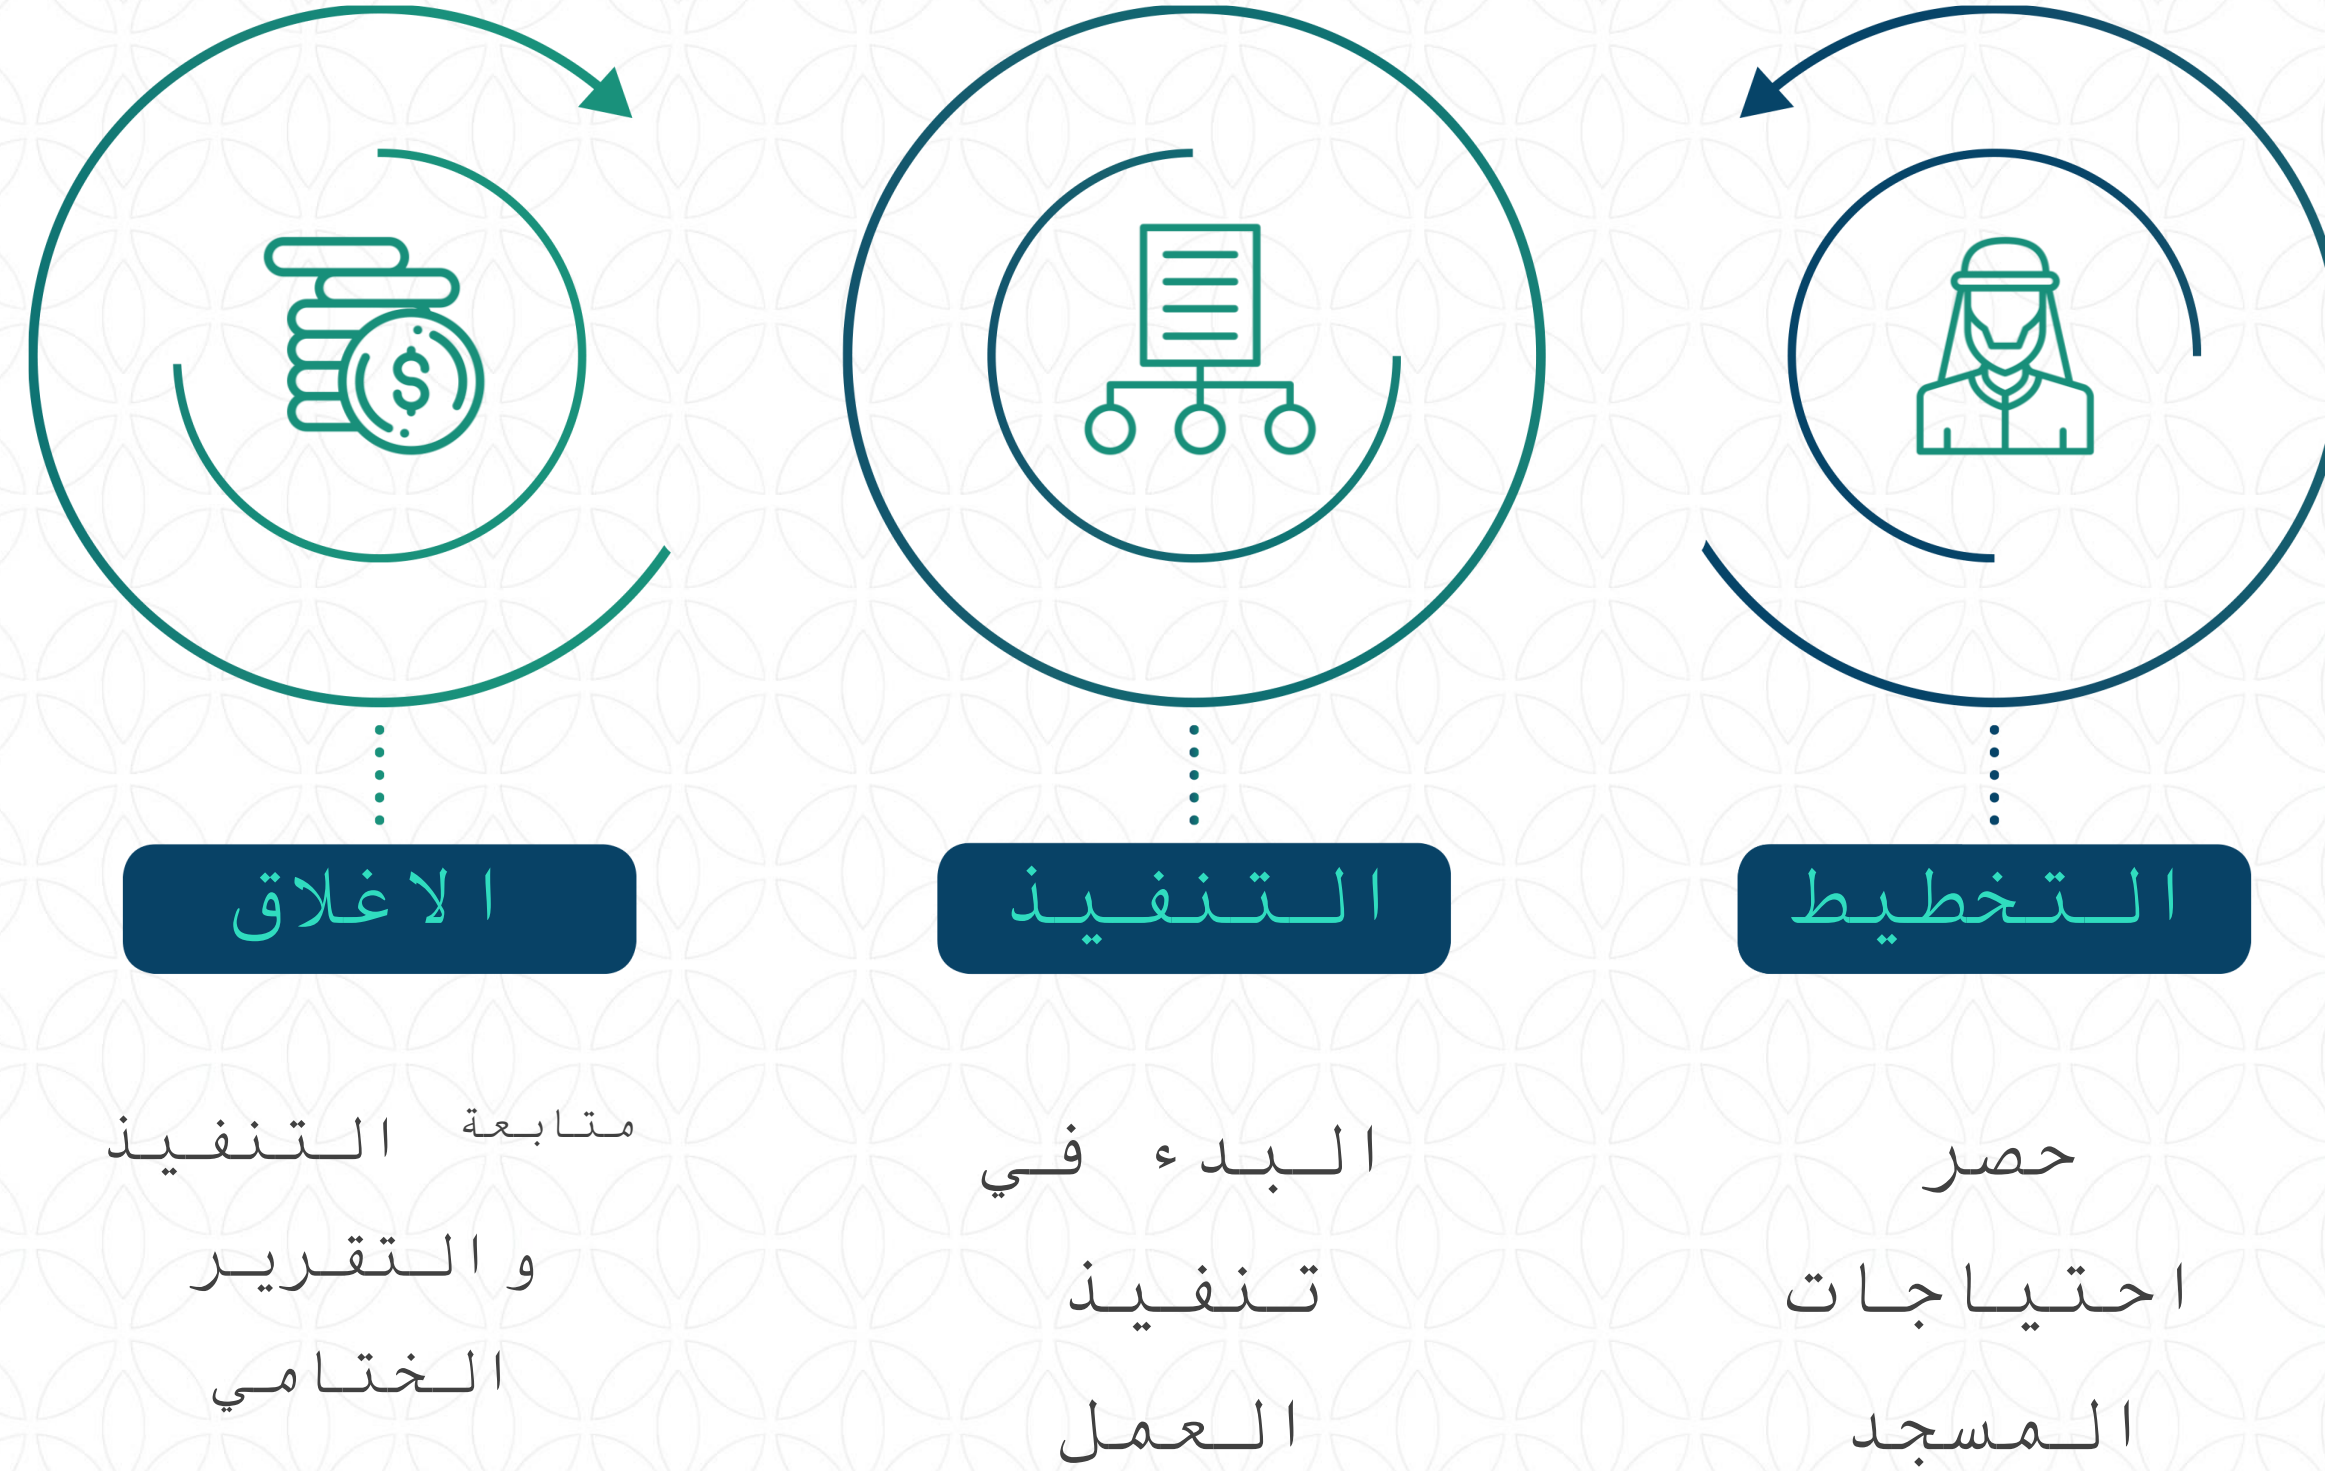 التخطيط
حصر
احتياجات
المسجد
التنفيذ
البدء في
تنفيذ
العمل
الاغلاق
متابعة التنفيذ
والتقرير
الختامي